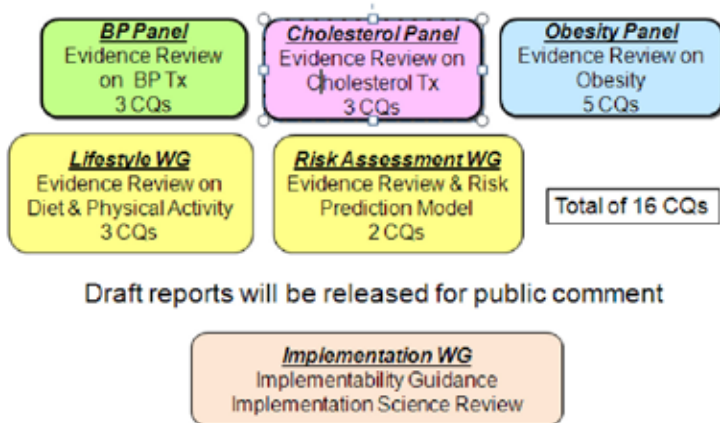 BP Panel
Evidence Review
on BP Tx
3 CQs
Cholesterol Panel
Evidence Review on
Cholesterol Tx
3 CQs
Obesity Panel
Evidence Review on
Obesity
5 CQs
Lifestyle WG
Evidence Review on
Diet & Physical Activity
3 CQs
Risk Assessment WG
Evidence Review & Risk
Prediction Model
2 CQs
Total of 16 CQs
Draft reports will be released for public comment
Implementation WG
Implementability Guidance
Implementation Science Review